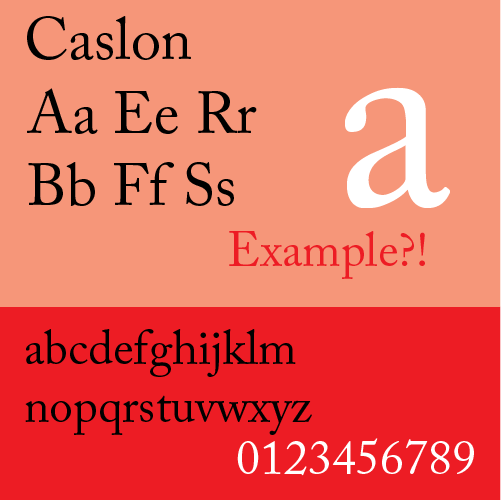 Caslon
Aa Ee Rr
Bb Ff Ss
a
Example?!
abcdefghijklm
nopqrstuvwxyz
0123456789